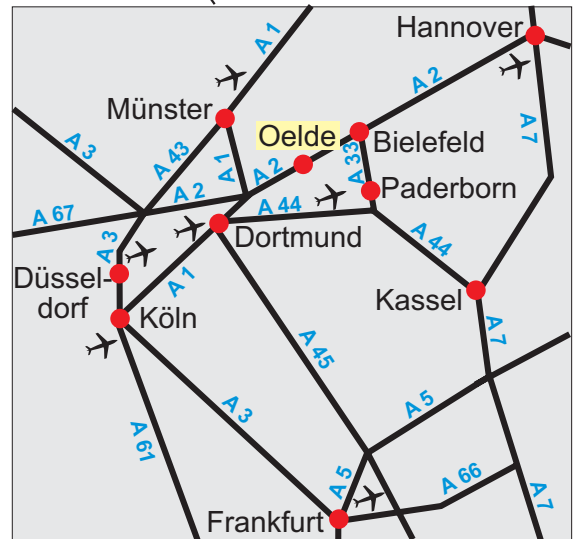 Hannover
A 1
A 2
Münster
Oelde
A 7
Bielefeld
A 3
A 43
A 1
A 2
A 33
A 2
Paderborn
A 67
A 44
Dortmund
A 44
A 3
Düssel-
dorf
A 1
Kassel
Köln
A 7
A 45
A 3
A 5
A 61
A 66
A 5
A 7
Frankfurt